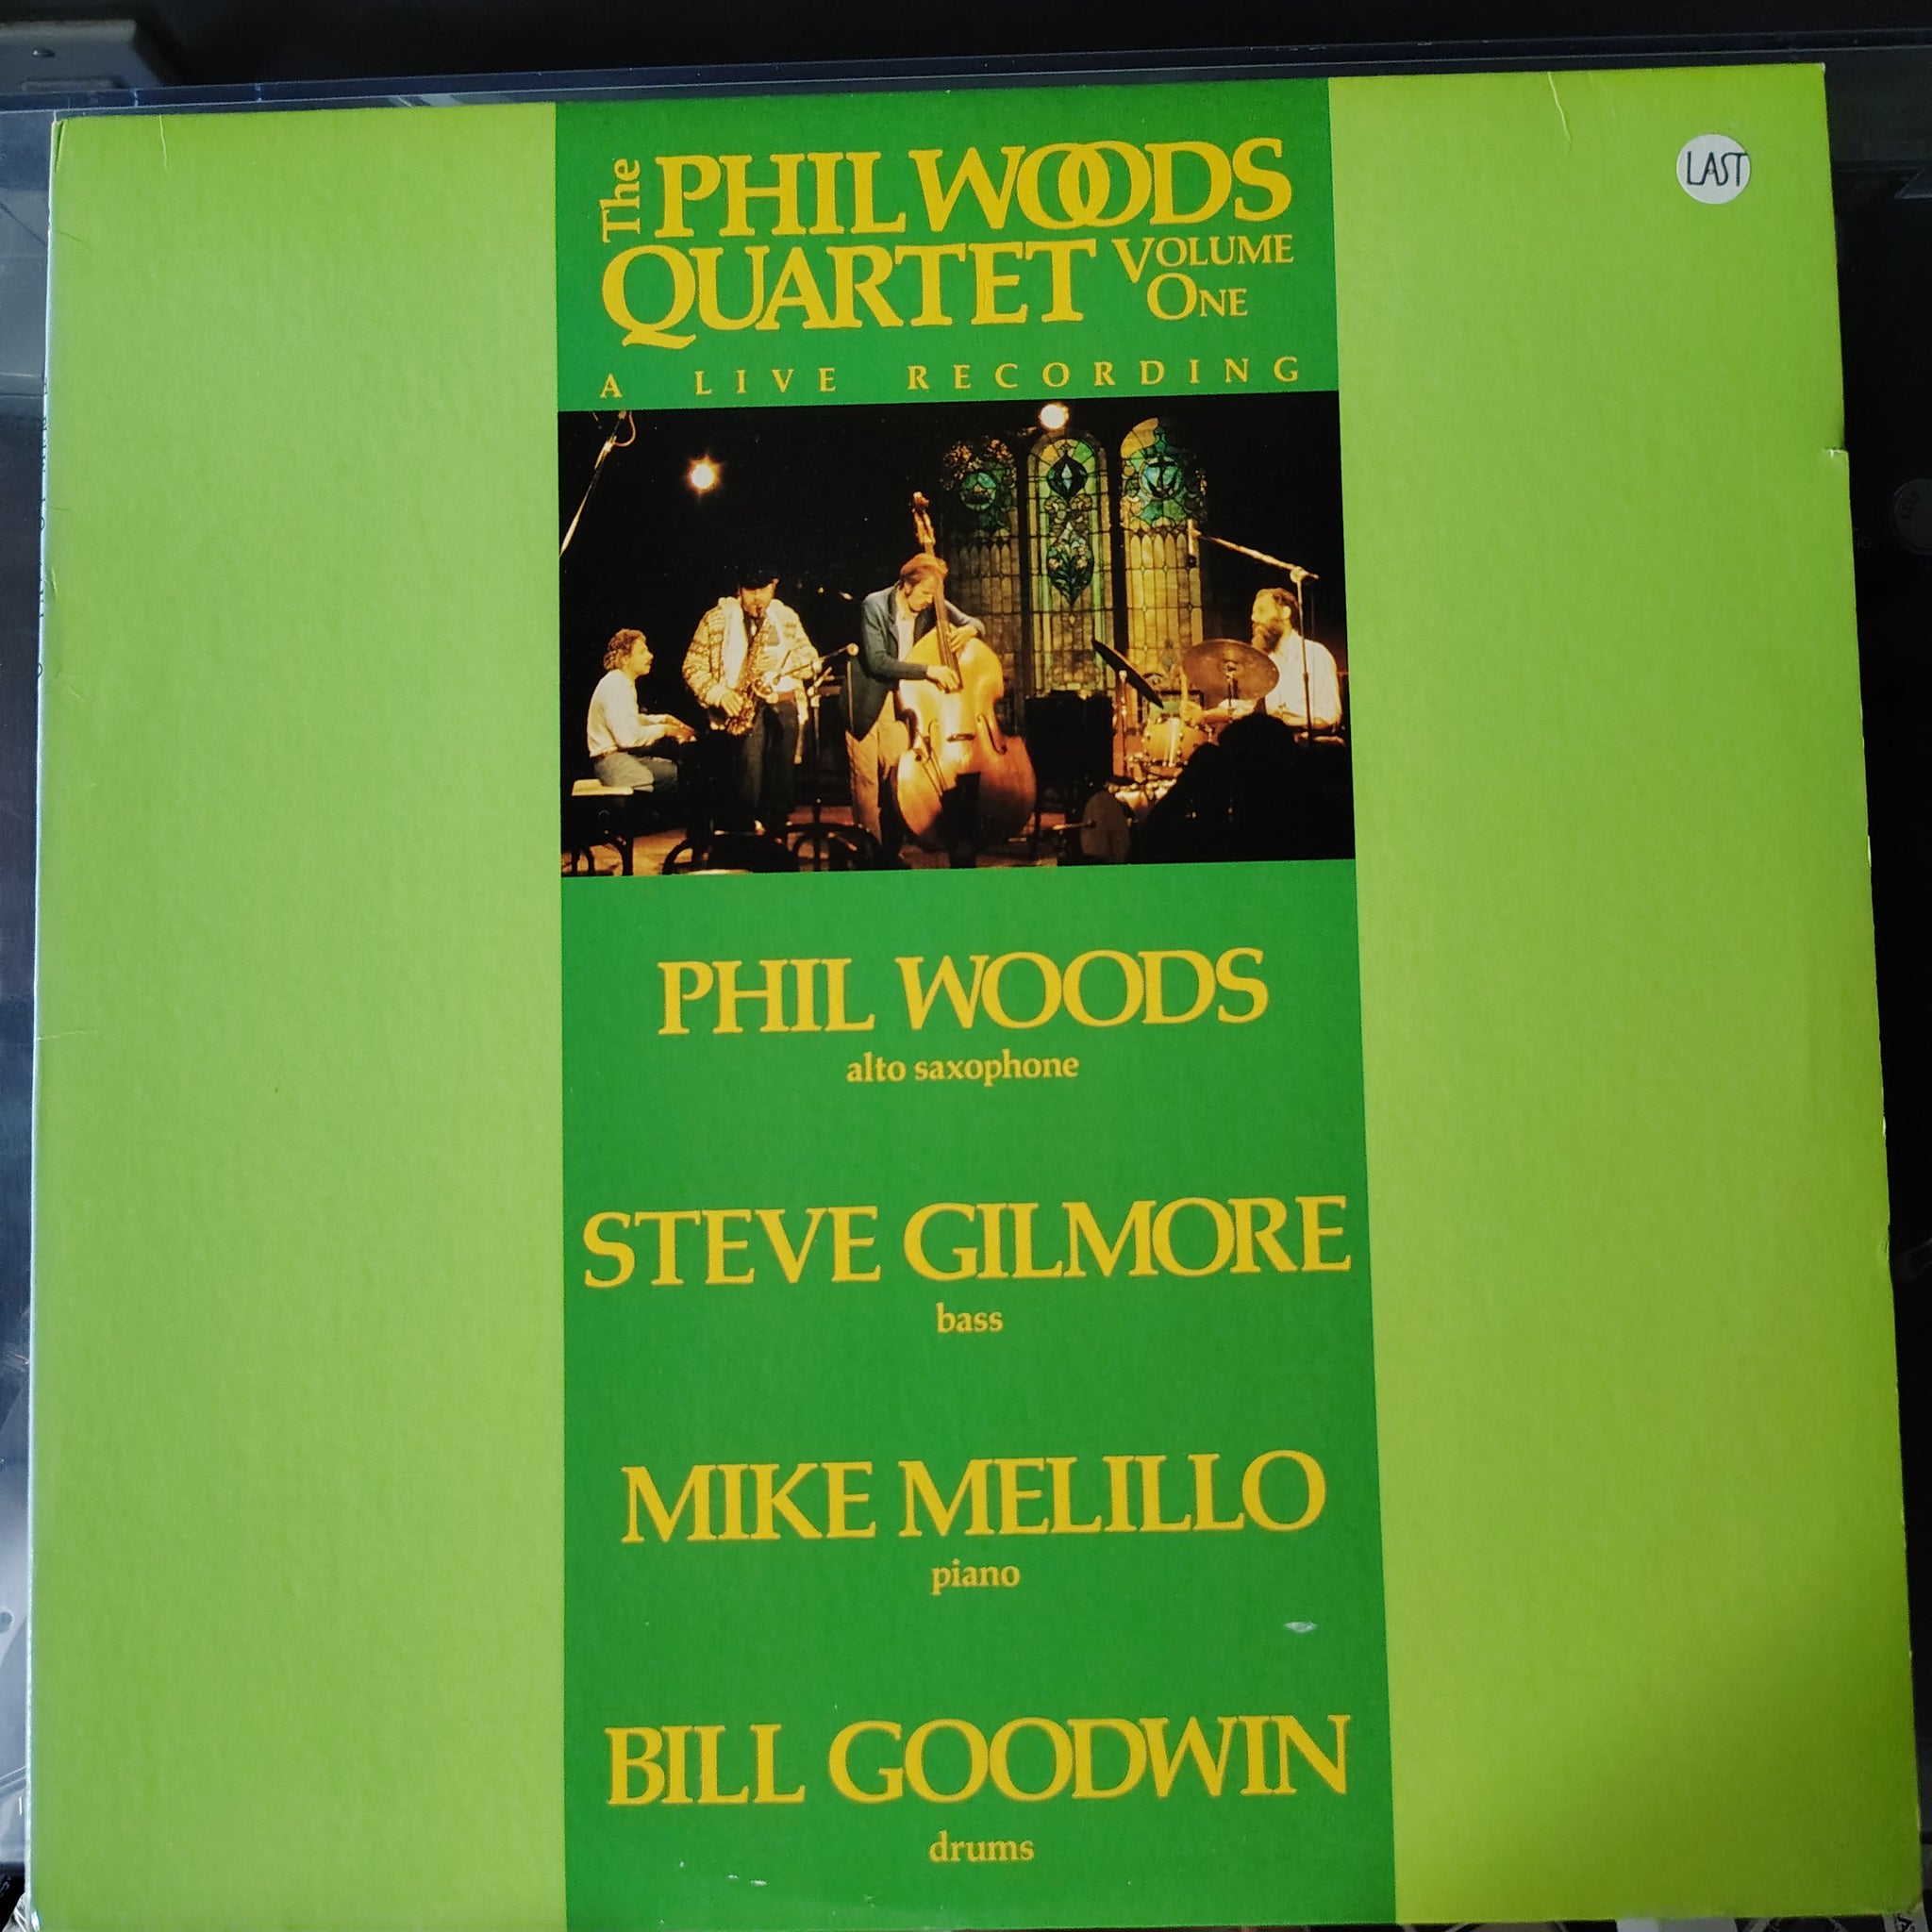 The PHIL WOODS
QUARTET VOLUME ONE
A LIVE RECORDING
LAST
PHIL WOODS
alto saxophone
STEVE GILMORE
bass
MIKE MELILLO
piano
BILL GOODWIN
drums